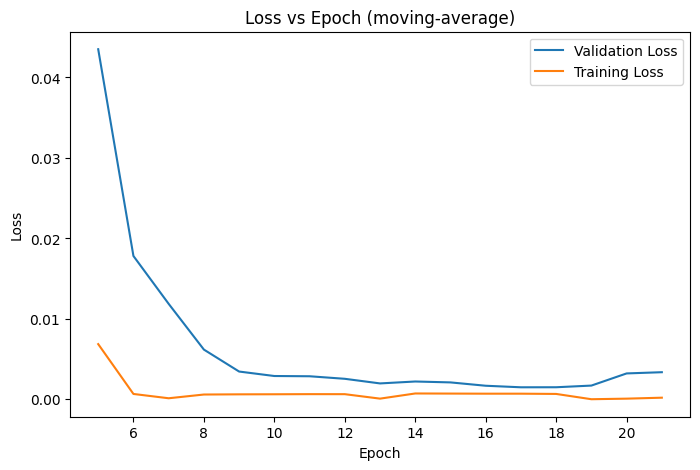 Loss vs Epoch (moving-average)
Validation Loss
Training Loss
0.04
0.03
0.02
0.01
0.00
Loss
6 8 10 12 14 16 18 20
Epoch